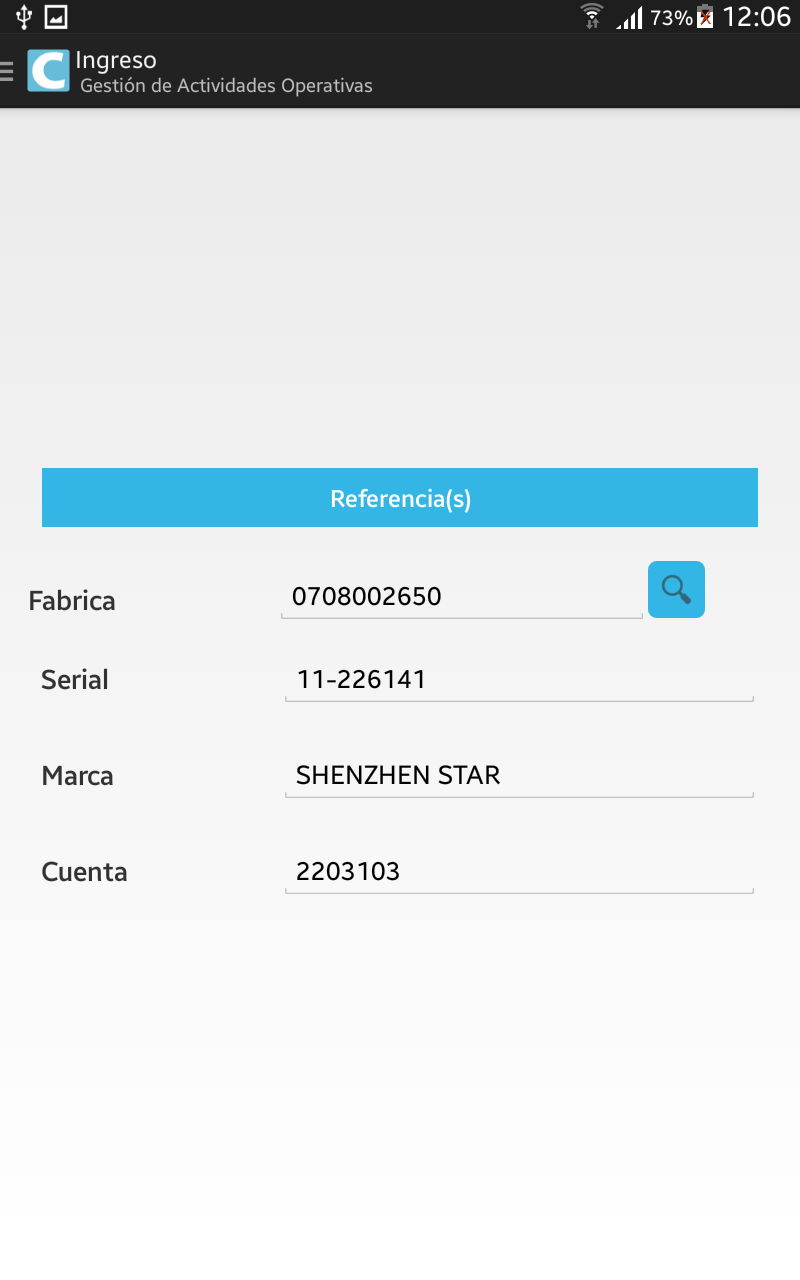 73% 12:06
C Ingreso
Gestión de Actividades Operativas
Referencia(s)
Fabrica 0708002650
Serial 11-226141
Marca SHENZHEN STAR
Cuenta 2203103